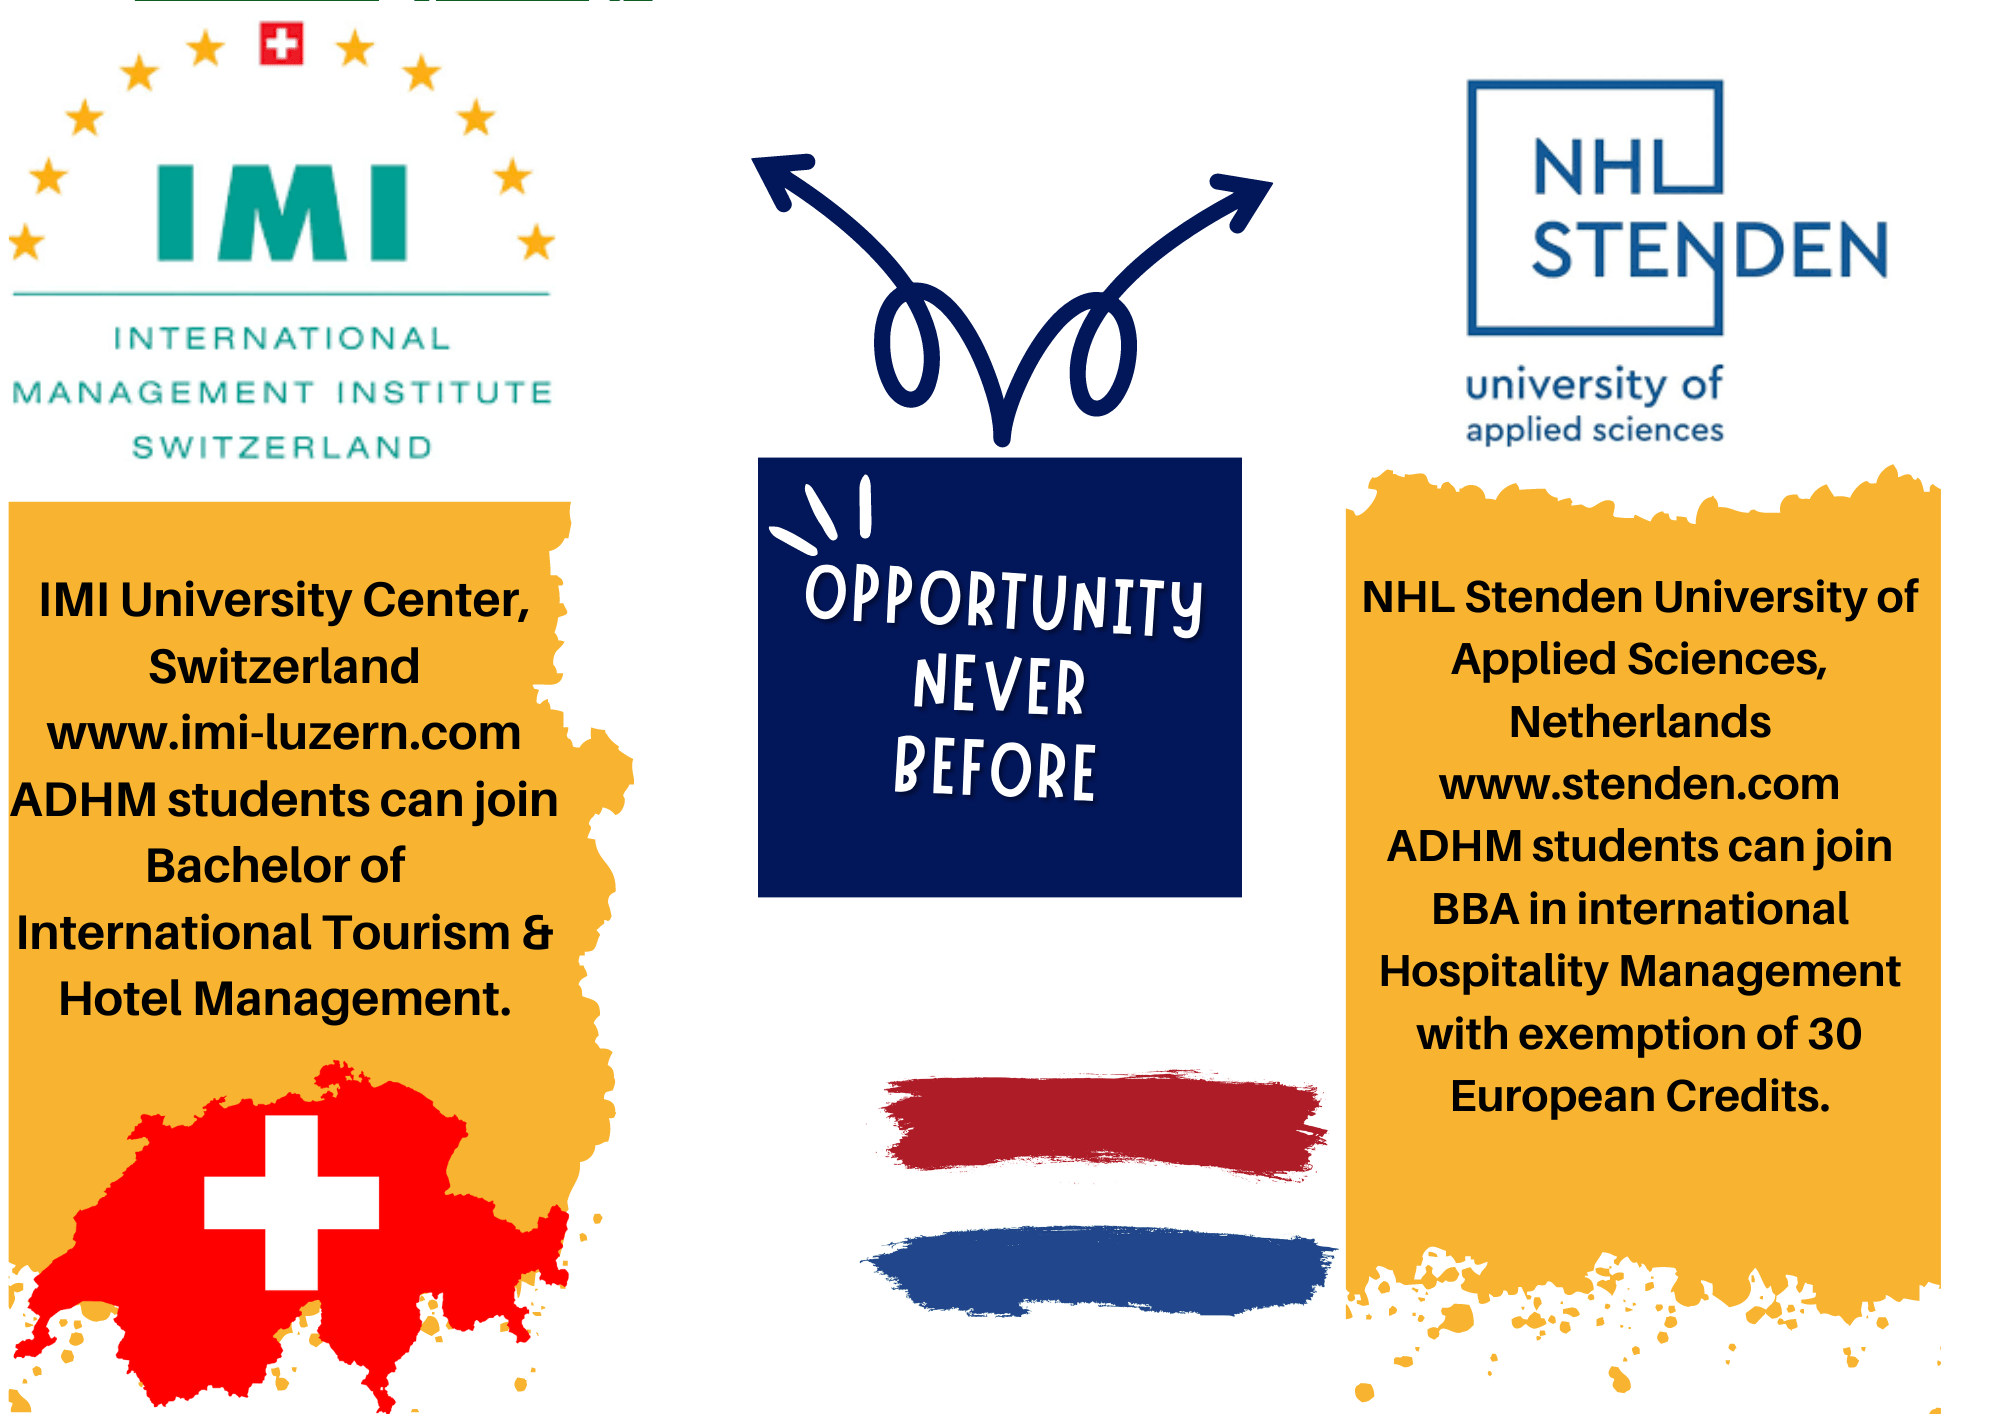 IMI
INTERNATIONAL
MANAGEMENT INSTITUTE
SWITZERLAND
IMI University Center,
Switzerland
www.imi-luzern.com
ADHM students can join
Bachelor of
International Tourism &
Hotel Management.
OPPORTUNITY
NEVER
BEFORE
NHL
STENDEN
university of
applied sciences
NHL Stenden University of
Applied Sciences,
Netherlands
www.stenden.com
ADHM students can join
BBA in international
Hospitality Management
with exemption of 30
European Credits.